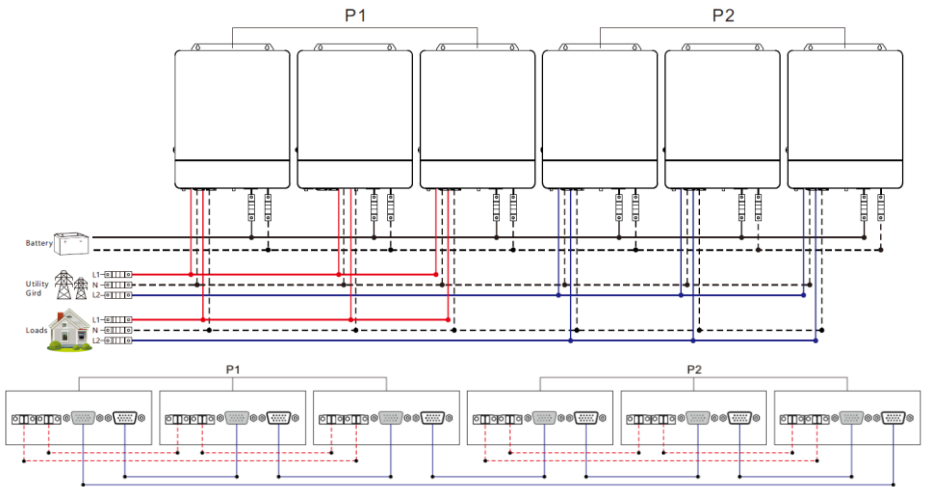 P1 P2
Battery
L1
Utility N
Gird L2
L1
Loads N
L2
P1 P2